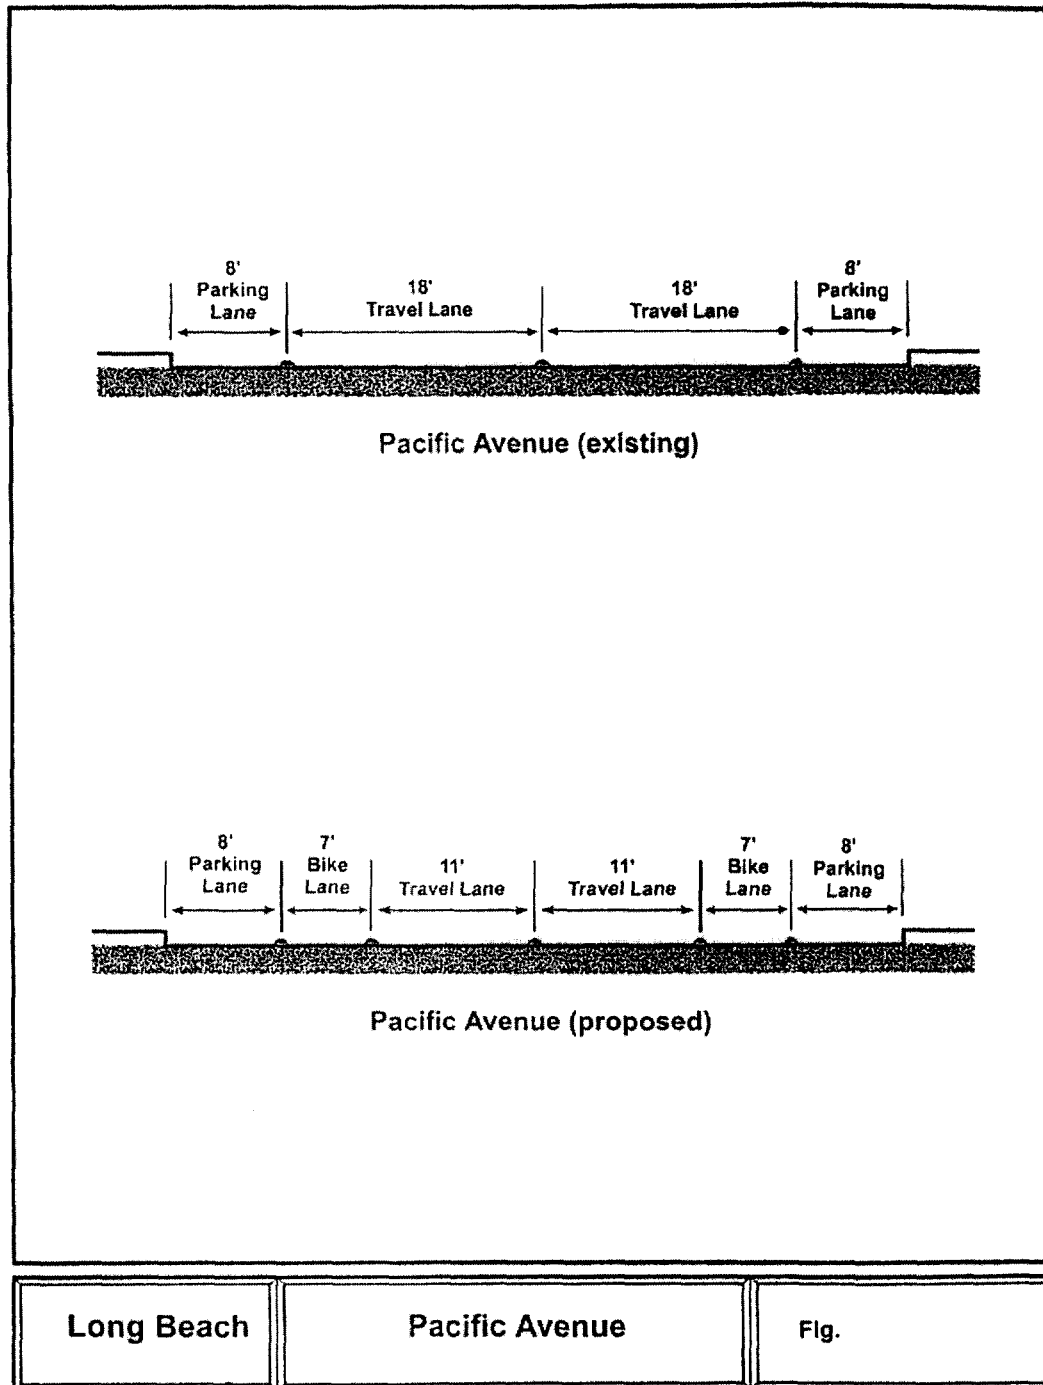 8'
Parking
Lane
18'
Travel Lane
18'
Travel Lane
8'
Parking
Lane
Pacific Avenue (existing)
8'
Parking
Lane
7'
Bike
Lane
11'
Travel Lane
11'
Travel Lane
7'
Bike
Lane
8'
Parking
Lane
Pacific Avenue (proposed)
Long Beach
Pacific Avenue
Fig.